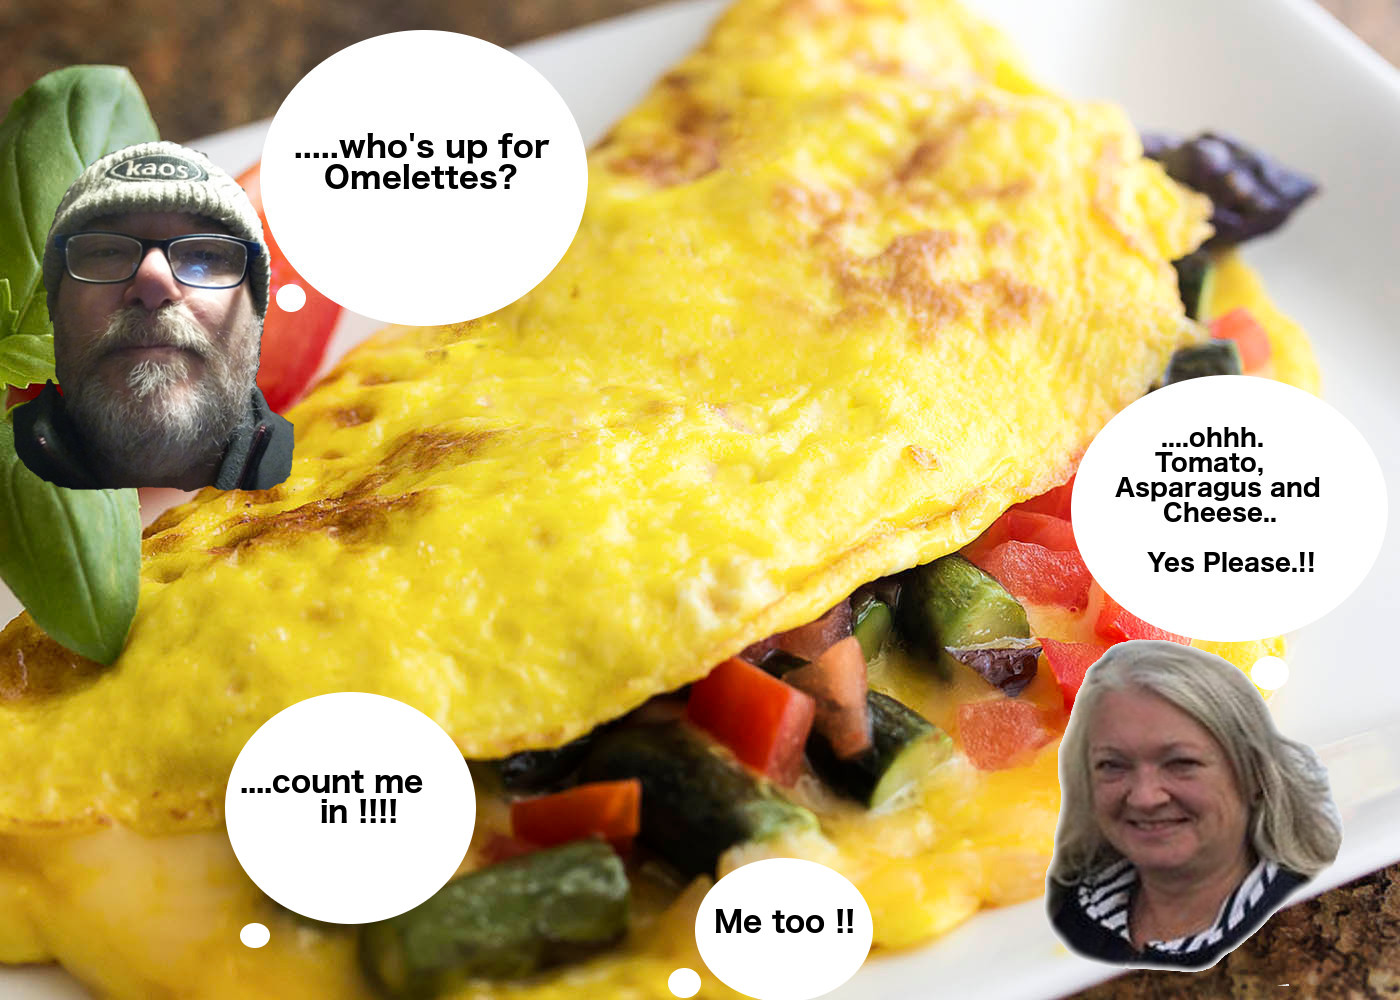 kaos
.....who's up for
Omelettes?
....ohhh.
Tomato,
Asparagus and
Cheese..
Yes Please.!!
....count me
in !!!!
Me too !!